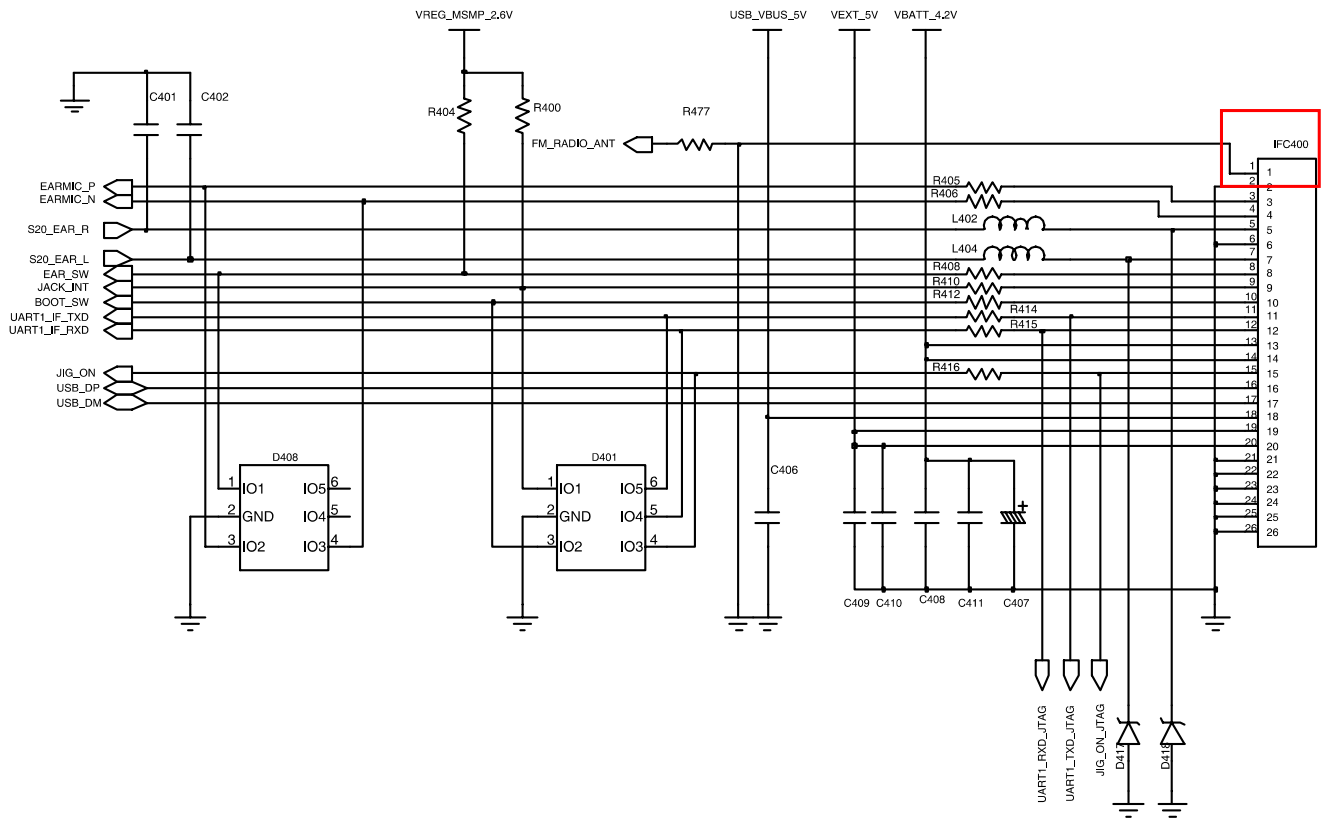 VREG_MSMP_2.6V
USB_VBUS_5V
VEXT_5V
VBATT_4.2V
C401
C402
R404
R400
R477
FM_RADIO_ANT
IFC400
EARMIC_P
EARMIC_N
S20_EAR_R
S20_EAR_L
EAR_SW
JACK_INT
BOOT_SW
UART1_IF_TXD
UART1_IF_RXD
JIG_ON
USB_DP
USB_DM
R405
R406
L402
L404
R408
R410
R412
R414
R415
R416
1 1
2 2
3 3
4 4
5 5
6 6
7 7
8 8
9 9
10 10
11 11
12 12
13 13
14 14
15 15
16 16
17 17
18 18
19 19
20 20
21 21
22 22
23 23
24 24
25 25
26 26
D408
1 IO1 IO5 6
2 GND IO4 5
3 IO2 IO3 4
D401
1 IO1 IO5 6
2 GND IO4 5
3 IO2 IO3 4
C406
+
C409
C410
C408
C411
C407
UART1_RXD_JTAG
UART1_TXD_JTAG
JIG_ON_JTAG
D417
D418